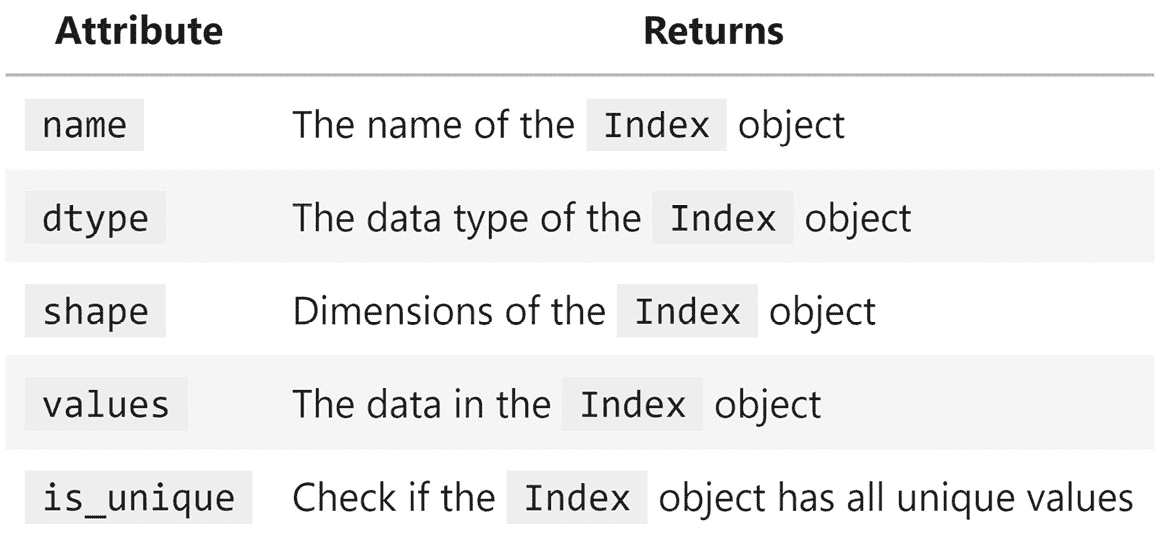 Attribute Returns
name The name of the Index object
dtype The data type of the Index object
shape Dimensions of the Index object
values The data in the Index object
is_unique Check if the Index object has all unique values